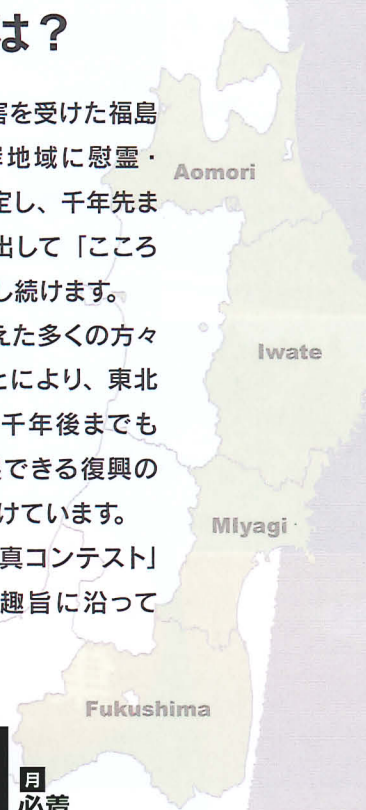 は？
害を受けた福島
岸地域に慰霊・
定し、千年先ま
出して「こころ
し続けます。
えた多くの方々
とにより、東北
千年後までも
できる復興の
けています。
真コンテスト」
趣旨に沿って
Aomori
Iwate
MIyagi
Fukushima
月
必着